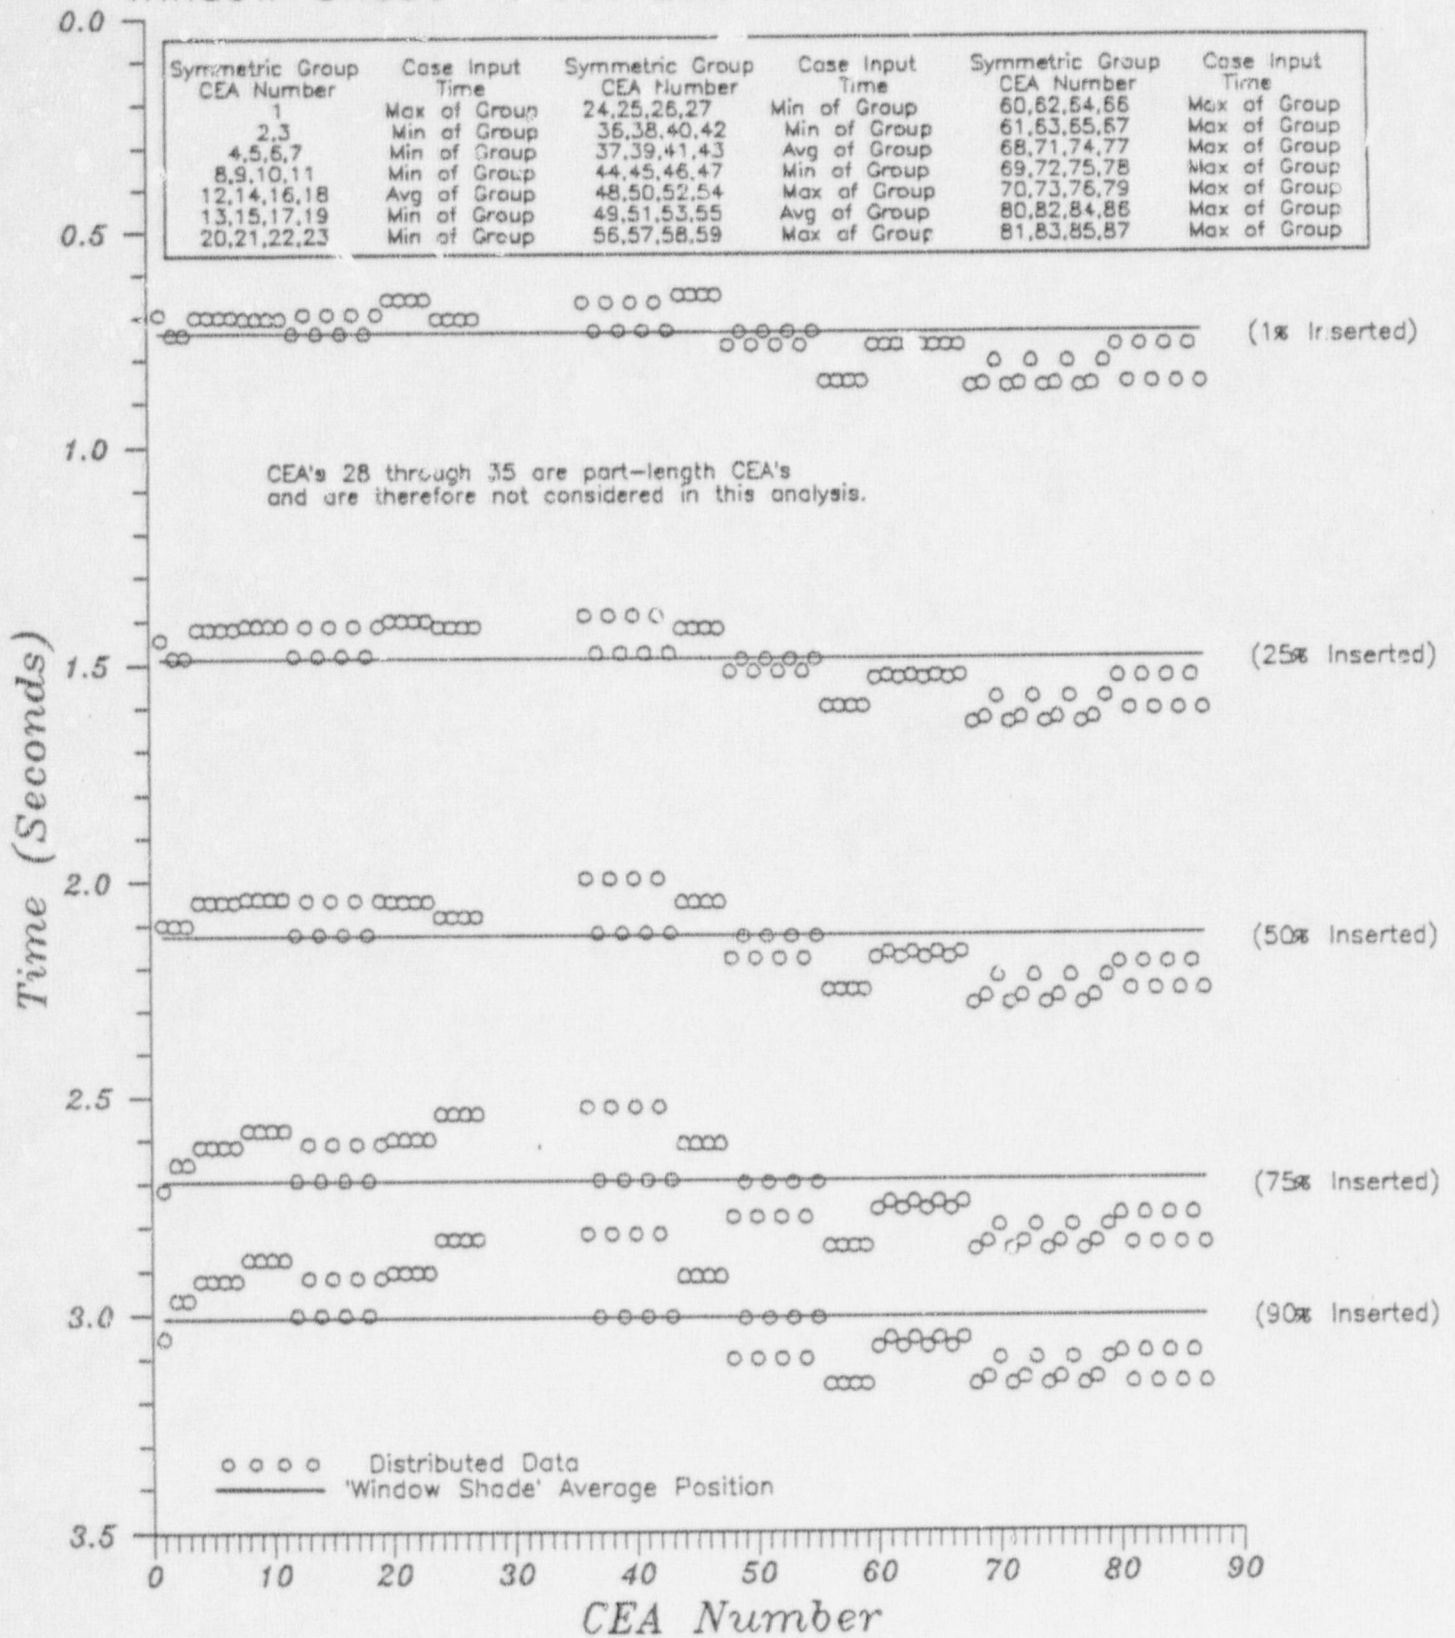 0.0
Symmetric Group Case Input Symmetric Group Case Input Symmetric Group Case Input
CEA Number Time CEA Number Time CEA Number Time
1 Max of Group 24,25,26,27 Min of Group 60,62,64,66 Max of Group
2,3 Min of Group 36,38,40,42 Min of Group 61,63,65,67 Max of Group
4,5,6,7 Min of Group 37,39,41,43 Avg of Group 68,71,74,77 Max of Group
8,9,10,11 Min of Group 44,45,46,47 Min of Group 69,72,75,78 Max of Group
12,14,16,18 Avg of Group 48,50,52,54 Max of Group 70,73,76,79 Max of Group
13,15,17,19 Min of Group 49,51,53,55 Avg of Group 80,82,84,86 Max of Group
20,21,22,23 Min of Group 56,57,58,59 Max of Group 81,83,85,87 Max of Group
0.5
(1% Inserted)
1.0
CEA's 28 through 35 are part-length CEA's
and are therefore not considered in this analysis.
1.5
(25% Inserted)
Time (Seconds)
2.0
(50% Inserted)
2.5
(75% Inserted)
3.0
(90% Inserted)
Distributed Data
'Window Shade' Average Position
3.5
0 10 20 30 40 50 60 70 80 90
CEA Number